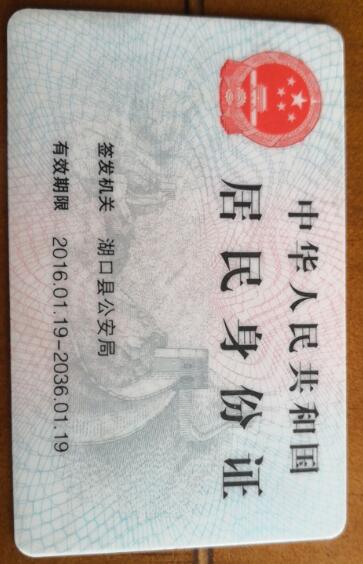 中华人民共和国
居民身份证
签发机关 湖口县公安局
有效期限 2016.01.19-2036.01.19